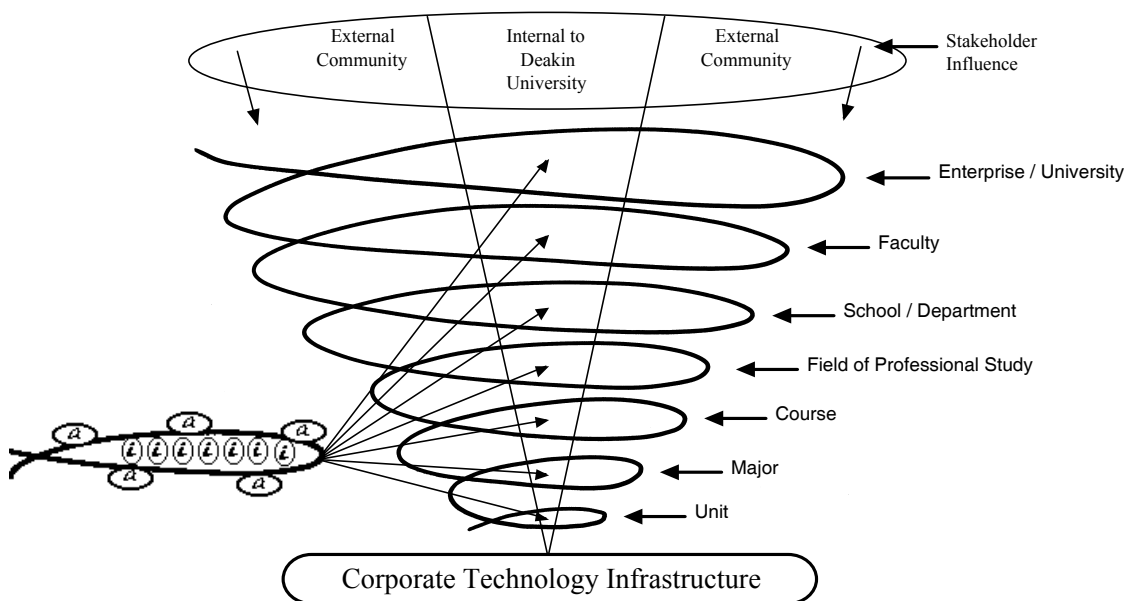 External
Community
Internal to
Deakin
University
External
Community
Stakeholder
Influence
Enterprise / University
Faculty
School / Department
Field of Professional Study
Course
a
a
a
i i i i i i i
a
a
Major
Unit
Corporate Technology Infrastructure